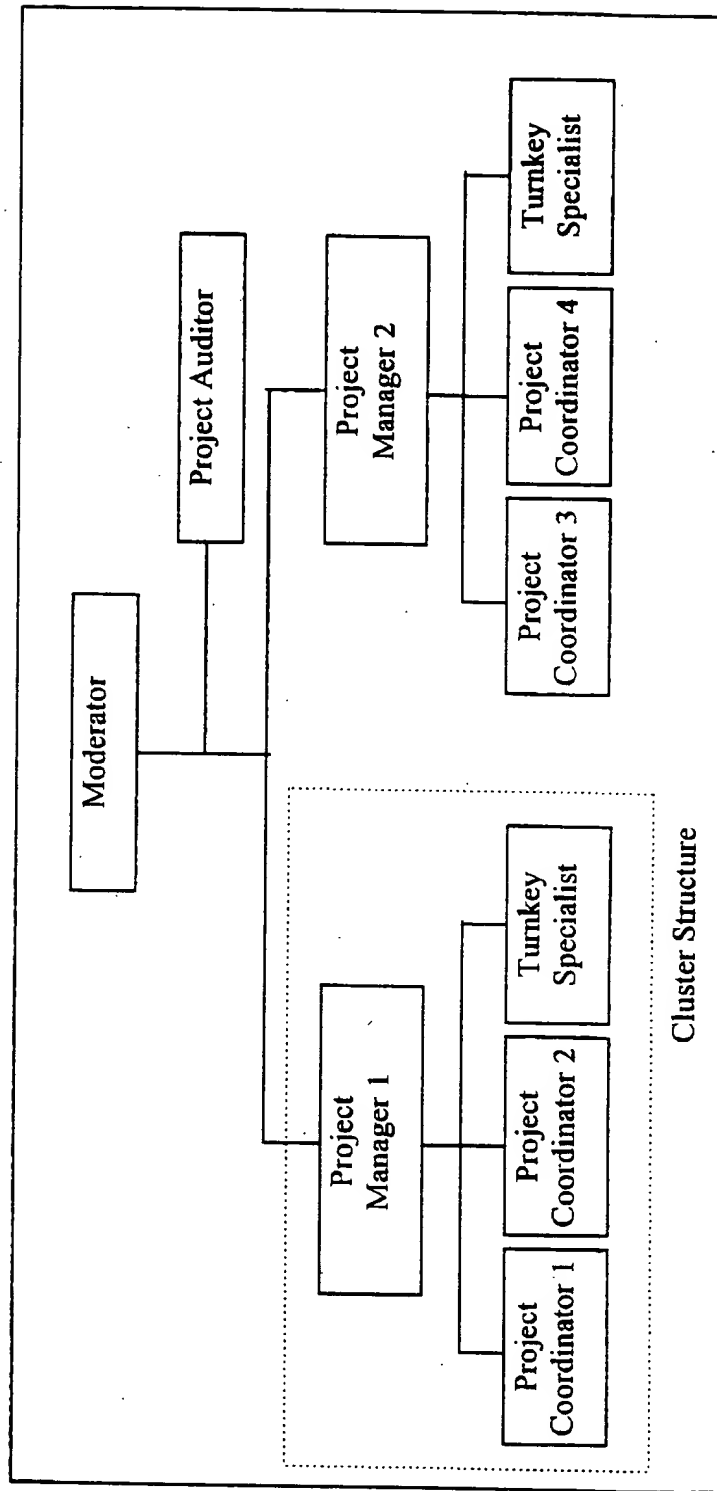 Moderator
Project Auditor
Project
Manager 1
Project
Manager 2
Project
Coordinator 1
Project
Coordinator 2
Turnkey
Specialist
Project
Coordinator 3
Project
Coordinator 4
Turnkey
Specialist
Cluster Structure